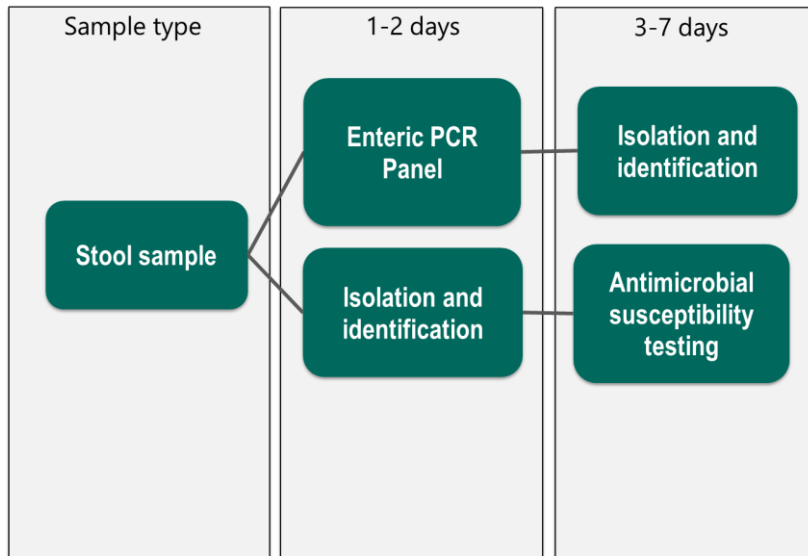 Sample type
1-2 days
3-7 days
Enteric PCR
Panel
Isolation and
identification
Stool sample
Isolation and
identification
Antimicrobial
susceptibility
testing